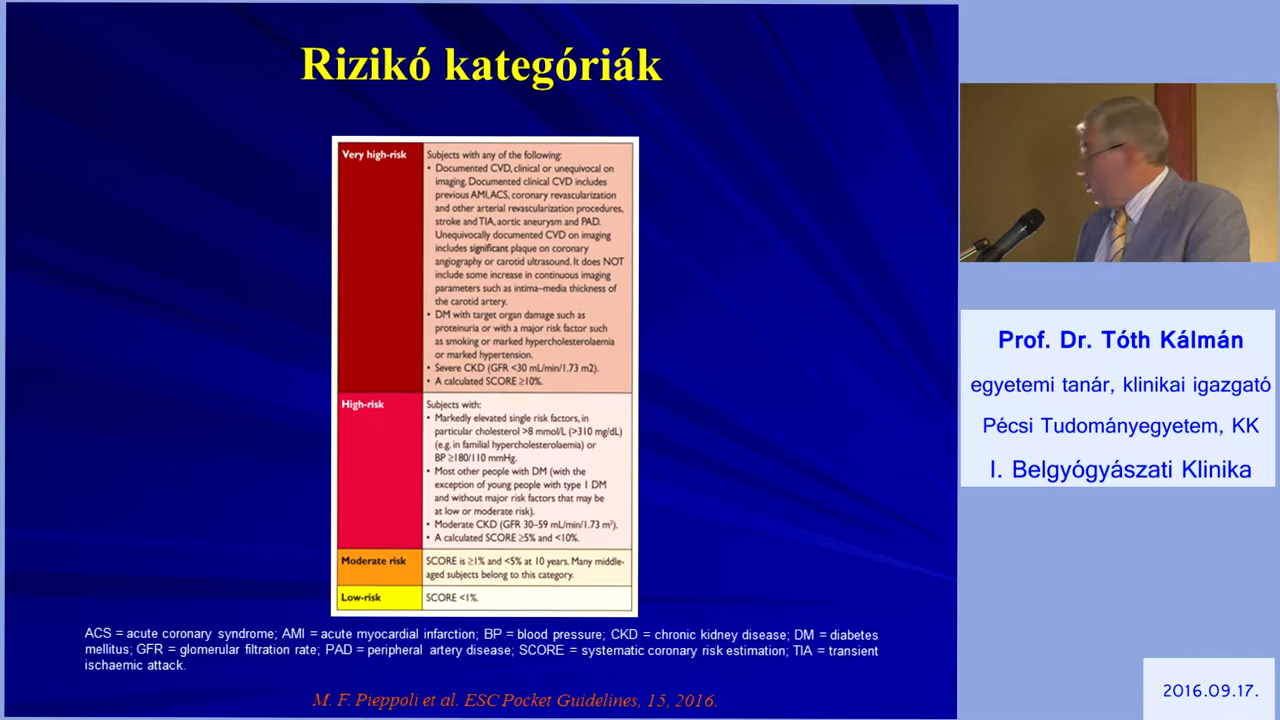 Rizikó kategóriák
Very high-risk
Subjects with any of the following:
• Documented CVD, clinical or unequivocal on
imaging. Documented clinical CVD includes
previous AMI, ACS, coronary revascularization
and other arterial revascularization procedures,
stroke and TIA, aortic aneurysm and PAD.
Unequivocally documented CVD on imaging
includes significant plaque on coronary
angiography or carotid ultrasound. It does NOT
include some increase in continuous imaging
parameters such as intima–media thickness of
the carotid artery.
• DM with target organ damage such as
proteinuria or with a major risk factor such
as smoking or marked hypercholesterolaemia
or marked hypertension.
• Severe CKD (GFR <30 mL/min/1.73 m2).
• A calculated SCORE ≥10%.
High-risk
Subjects with:
• Markedly elevated single risk factors, in
particular cholesterol >8 mmol/L (>310 mg/dL)
(e.g. in familial hypercholesterolaemia) or
BP ≥180/110 mmHg.
• Most other people with DM (with the
exception of young people with type 1 DM
and without major risk factors that may be
at low or moderate risk).
• Moderate CKD (GFR 30–59 mL/min/1.73 m²).
• A calculated SCORE ≥5% and <10%.
Moderate risk
SCORE is ≥1% and <5% at 10 years. Many middle-
aged subjects belong to this category.
Low-risk
SCORE <1%.
ACS = acute coronary syndrome; AMI = acute myocardial infarction; BP = blood pressure; CKD = chronic kidney disease; DM = diabetes
mellitus; GFR = glomerular filtration rate; PAD = peripheral artery disease; SCORE = systematic coronary risk estimation; TIA = transient
ischaemic attack.
M. F. Pieppoli et al. ESC Pocket Guidelines, 15, 2016.
Prof. Dr. Tóth Kálmán
egyetemi tanár, klinikai igazgató
Pécsi Tudományegyetem, KK
I. Belgyógyászati Klinika
2016.09.17.